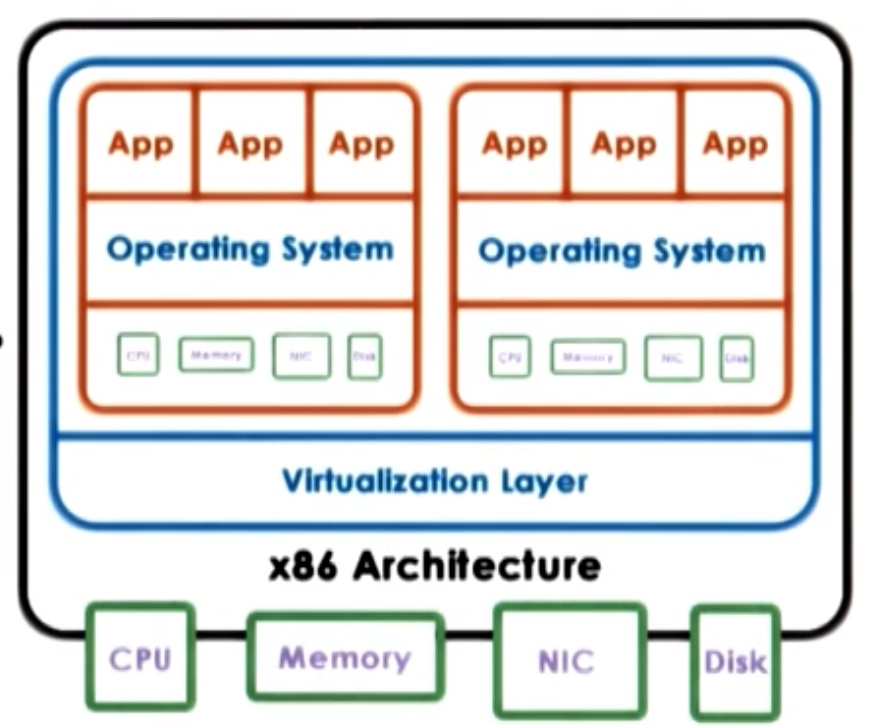 App App App App App App
Operating System Operating System
CPU Memory NIC Disk CPU Memory NIC Disk
Virtualization Layer
x86 Architecture
CPU Memory NIC Disk